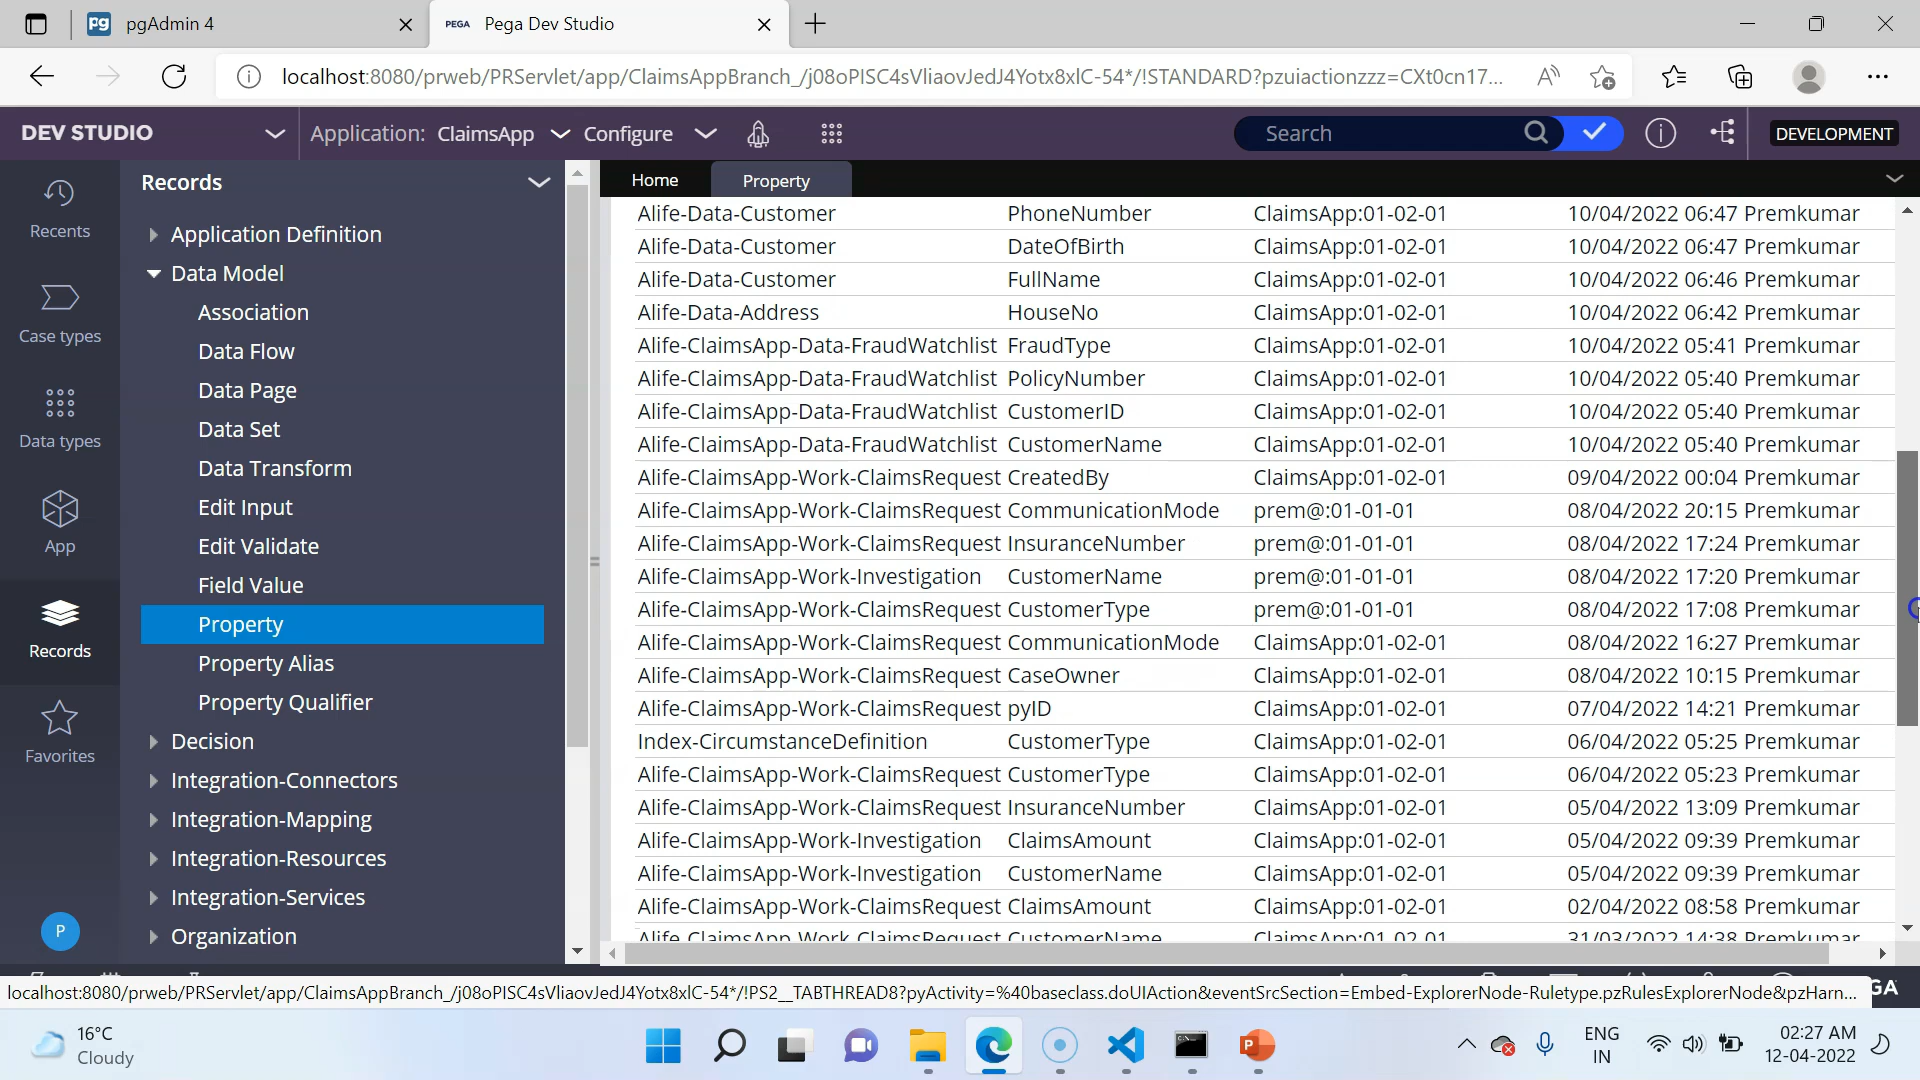 pgAdmin 4
PEGA Pega Dev Studio
localhost:8080/prweb/PRServlet/app/ClaimsAppBranch_/j08oPISC4sVliaovJedJ4Yotx8xlC-54*/!STANDARD?pzuiactionzzz=CXt0cn17...
DEV STUDIO Application: ClaimsApp Configure Search DEVELOPMENT
Recents
Case types
Data types
App
Records
Favorites
P
Records
Application Definition
Data Model
Association
Data Flow
Data Page
Data Set
Data Transform
Edit Input
Edit Validate
Field Value
Property
Property Alias
Property Qualifier
Decision
Integration-Connectors
Integration-Mapping
Integration-Resources
Integration-Services
Organization
Home Property
Alife-Data-Customer PhoneNumber ClaimsApp:01-02-01 10/04/2022 06:47 Premkumar
Alife-Data-Customer DateOfBirth ClaimsApp:01-02-01 10/04/2022 06:47 Premkumar
Alife-Data-Customer FullName ClaimsApp:01-02-01 10/04/2022 06:46 Premkumar
Alife-Data-Address HouseNo ClaimsApp:01-02-01 10/04/2022 06:42 Premkumar
Alife-ClaimsApp-Data-FraudWatchlist FraudType ClaimsApp:01-02-01 10/04/2022 05:41 Premkumar
Alife-ClaimsApp-Data-FraudWatchlist PolicyNumber ClaimsApp:01-02-01 10/04/2022 05:40 Premkumar
Alife-ClaimsApp-Data-FraudWatchlist CustomerID ClaimsApp:01-02-01 10/04/2022 05:40 Premkumar
Alife-ClaimsApp-Data-FraudWatchlist CustomerName ClaimsApp:01-02-01 10/04/2022 05:40 Premkumar
Alife-ClaimsApp-Work-ClaimsRequest CreatedBy ClaimsApp:01-02-01 09/04/2022 00:04 Premkumar
Alife-ClaimsApp-Work-ClaimsRequest CommunicationMode prem@:01-01-01 08/04/2022 20:15 Premkumar
Alife-ClaimsApp-Work-ClaimsRequest InsuranceNumber prem@:01-01-01 08/04/2022 17:24 Premkumar
Alife-ClaimsApp-Work-Investigation CustomerName prem@:01-01-01 08/04/2022 17:20 Premkumar
Alife-ClaimsApp-Work-ClaimsRequest CustomerType prem@:01-01-01 08/04/2022 17:08 Premkumar
Alife-ClaimsApp-Work-ClaimsRequest CommunicationMode ClaimsApp:01-02-01 08/04/2022 16:27 Premkumar
Alife-ClaimsApp-Work-ClaimsRequest CaseOwner ClaimsApp:01-02-01 08/04/2022 10:15 Premkumar
Alife-ClaimsApp-Work-ClaimsRequest pyID ClaimsApp:01-02-01 07/04/2022 14:21 Premkumar
Index-CircumstanceDefinition CustomerType ClaimsApp:01-02-01 06/04/2022 05:25 Premkumar
Alife-ClaimsApp-Work-ClaimsRequest CustomerType ClaimsApp:01-02-01 06/04/2022 05:23 Premkumar
Alife-ClaimsApp-Work-ClaimsRequest InsuranceNumber ClaimsApp:01-02-01 05/04/2022 13:09 Premkumar
Alife-ClaimsApp-Work-Investigation ClaimsAmount ClaimsApp:01-02-01 05/04/2022 09:39 Premkumar
Alife-ClaimsApp-Work-Investigation CustomerName ClaimsApp:01-02-01 05/04/2022 09:39 Premkumar
Alife-ClaimsApp-Work-ClaimsRequest ClaimsAmount ClaimsApp:01-02-01 02/04/2022 08:58 Premkumar
Alife-ClaimsApp-Work-ClaimsRequest CustomerName ClaimsApp:01-02-01 31/03/2022 14:38 Premkumar
localhost:8080/prweb/PRServlet/app/ClaimsAppBranch_/j08oPISC4sVliaovJedJ4Yotx8xlC-54*/!PS2__TABTHREAD8?pyActivity=%40baseclass.doUIAction&eventSrcSection=Embed-ExplorerNode-Ruletype.pzRulesExplorerNode&pzHarn...
GA
16°C
Cloudy
ENG
IN
02:27 AM
12-04-2022